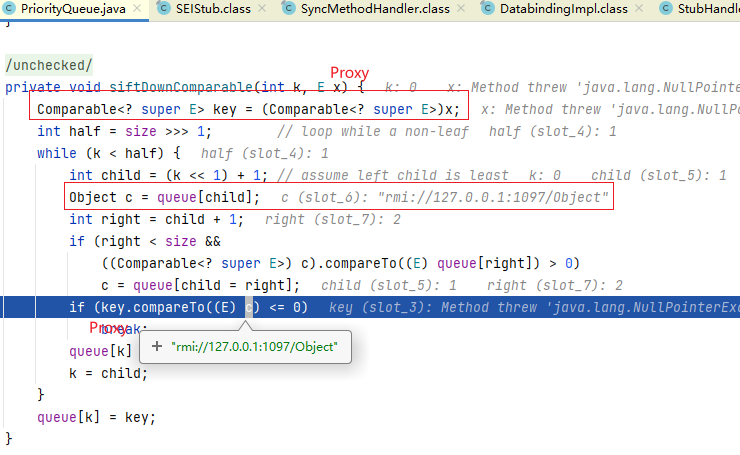 PriorityQueue.java × SEIStub.class × SyncMethodHandler.class × DatabindingImpl.class × StubHandl
}
/unchecked/
Proxy
private void siftDownComparable(int k, E x) { k: 0 x: Method threw 'java.lang.NullPointe
Comparable<? super E> key = (Comparable<? super E>)x; x: Method threw 'java.lang.NullPoin
int half = size >>> 1; // loop while a non-leaf half (slot_4): 1
while (k < half) { half (slot_4): 1
int child = (k << 1) + 1; // assume left child is least k: 0 child (slot_5): 1
Object c = queue[child]; c (slot_6): "rmi://127.0.0.1:1097/Object"
int right = child + 1; right (slot_7): 2
if (right < size &&
((Comparable<? super E>) c).compareTo((E) queue[right]) > 0)
c = queue[child = right]; child (slot_5): 1 right (slot_7): 2
if (key.compareTo((E) c) <= 0) key (slot_3): Method threw 'java.lang.NullPointerExc
Proxy
break;
+ "rmi://127.0.0.1:1097/Object"
queue[k]
k = child;
}
queue[k] = key;
}